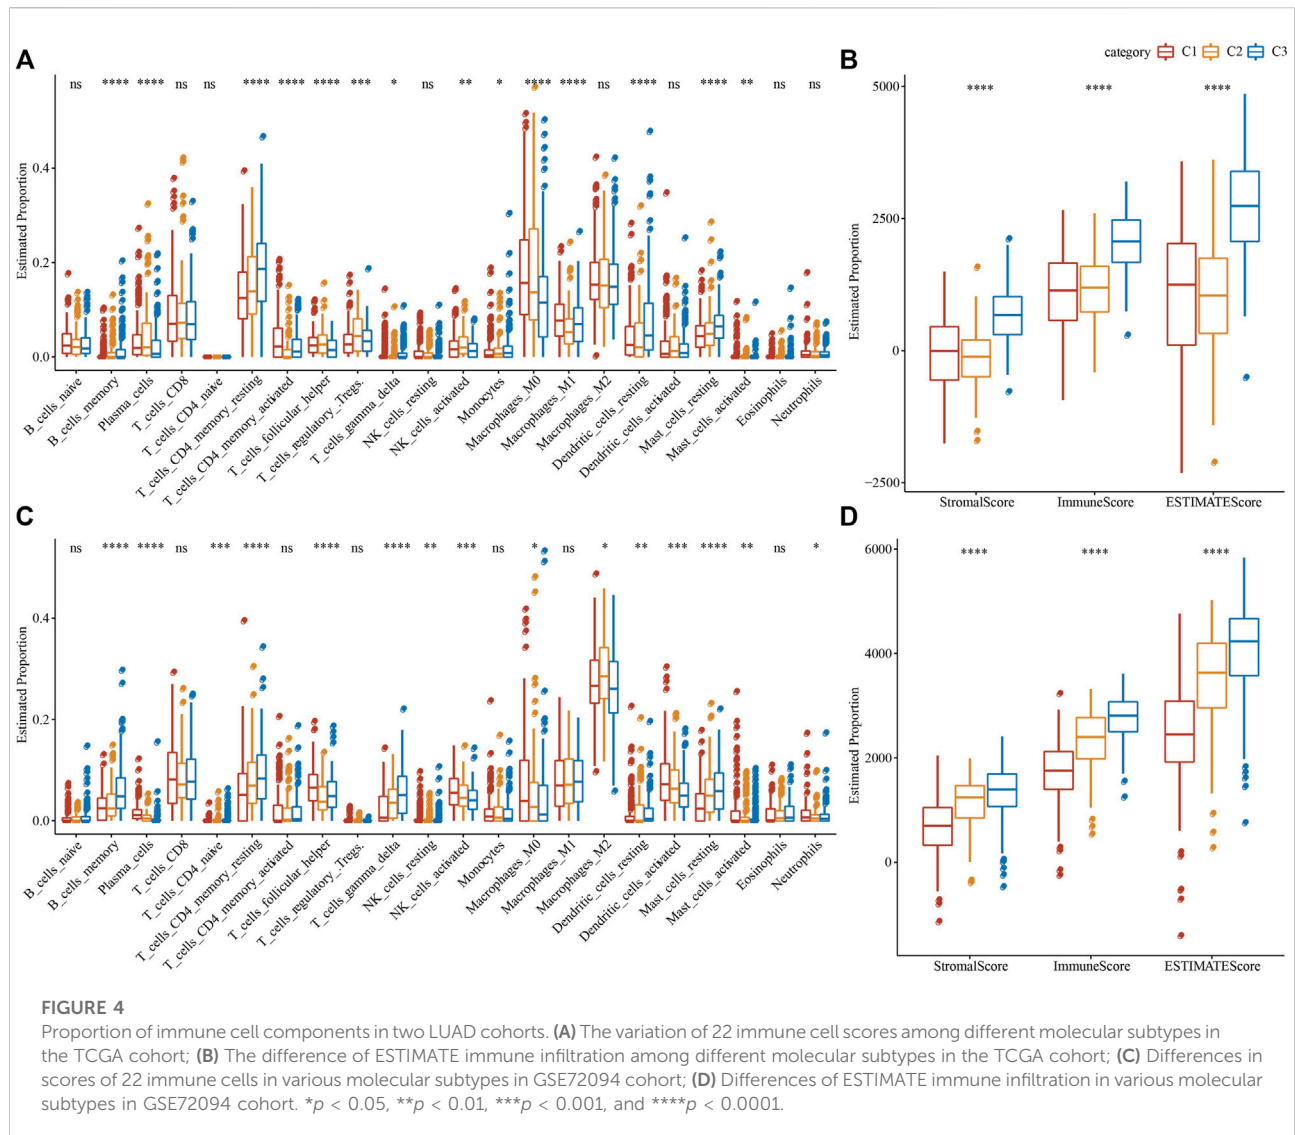 A
B
category C1 C2 C3
ns **** **** ns ns **** **** **** *** * ns ** * **** **** ns **** ns **** ** ns ns
Estimated Proportion
0.4
0.2
0.0
B_cells_naive
B_cells_memory
Plasma_cells
T_cells_CD8
T_cells_CD4_naive
T_cells_CD4_memory_resting
T_cells_CD4_memory_activated
T_cells_follicular_helper
T_cells_regulatory_Tregs.
T_cells_gamma_delta
NK_cells_resting
NK_cells_activated
Monocytes
Macrophages_M0
Macrophages_M1
Macrophages_M2
Dendritic_cells_resting
Dendritic_cells_activated
Mast_cells_resting
Mast_cells_activated
Eosinophils
Neutrophils
**** **** ****
Estimated Proportion
5000
2500
0
−2500
StromalScore ImmuneScore ESTIMATEScore
C
D
ns **** **** ns *** **** ns **** ns **** ** *** ns * ns * ** *** **** ** ns *
Estimated Proportion
0.4
0.2
0.0
B_cells_naive
B_cells_memory
Plasma_cells
T_cells_CD8
T_cells_CD4_naive
T_cells_CD4_memory_resting
T_cells_CD4_memory_activated
T_cells_follicular_helper
T_cells_regulatory_Tregs.
T_cells_gamma_delta
NK_cells_resting
NK_cells_activated
Monocytes
Macrophages_M0
Macrophages_M1
Macrophages_M2
Dendritic_cells_resting
Dendritic_cells_activated
Mast_cells_resting
Mast_cells_activated
Eosinophils
Neutrophils
**** **** ****
Estimated Proportion
6000
4000
2000
0
StromalScore ImmuneScore ESTIMATEScore
FIGURE 4
Proportion of immune cell components in two LUAD cohorts. (A) The variation of 22 immune cell scores among different molecular subtypes in
the TCGA cohort; (B) The difference of ESTIMATE immune infiltration among different molecular subtypes in the TCGA cohort; (C) Differences in
scores of 22 immune cells in various molecular subtypes in GSE72094 cohort; (D) Differences of ESTIMATE immune infiltration in various molecular
subtypes in GSE72094 cohort. *p < 0.05, **p < 0.01, ***p < 0.001, and ****p < 0.0001.